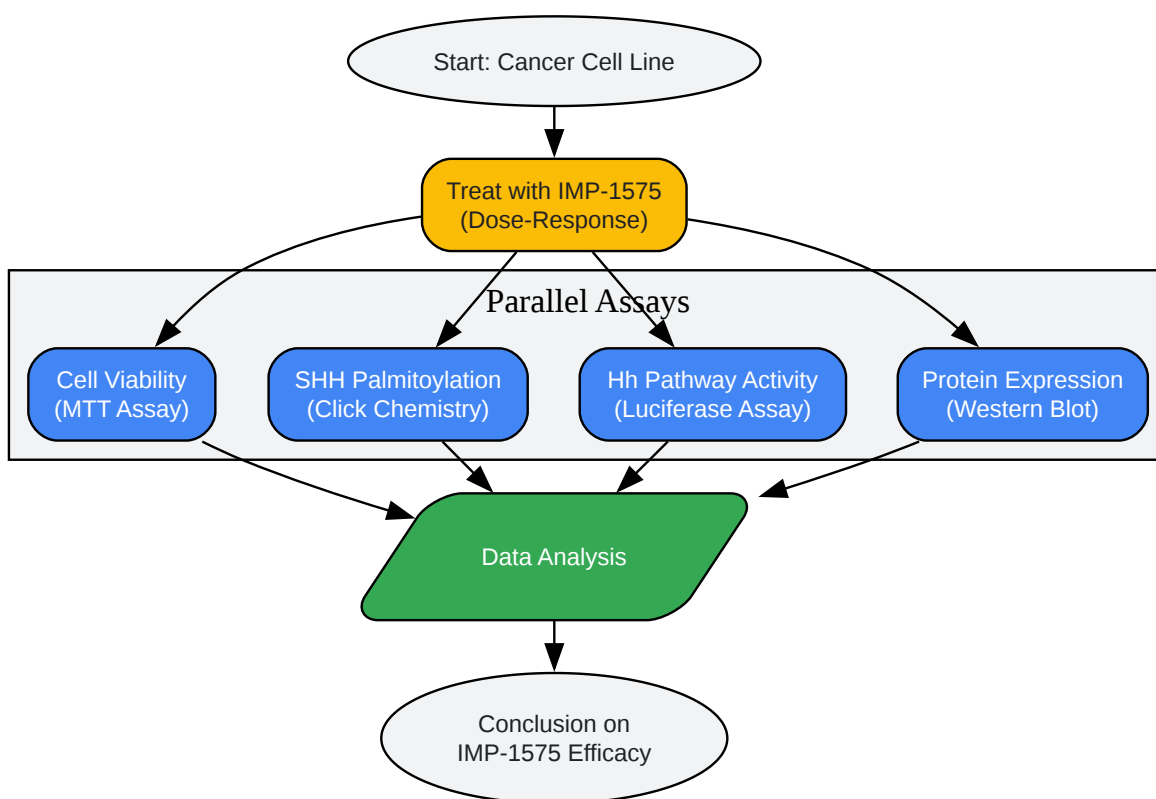 Start: Cancer Cell Line
Treat with IMP-1575
(Dose-Response)
Parallel Assays
Cell Viability
(MTT Assay)
SHH Palmitoylation
(Click Chemistry)
Hh Pathway Activity
(Luciferase Assay)
Protein Expression
(Western Blot)
Data Analysis
Conclusion on
IMP-1575 Efficacy